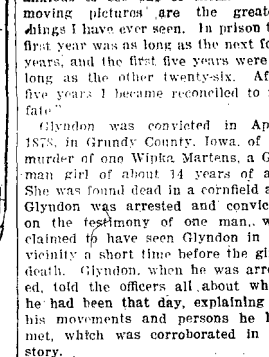 moving pictures are the great
things I have ever seen. In prison t
first year was as long as the next fo
years, and the first five years were
long as the other twenty-six. Af
five years I became reconciled to
fate"
Glyndon was convicted in Ap
1878, in Grundy County, Iowa, of
murder of one Wipka Martens, a G
man girl of about 14 years of a
She was found dead in a cornfield a
Glyndon was arrested and convic
on the testimony of one man, w
claimed to have seen Glyndon in
vicinity a short time before the gi
death. Glyndon, when he was arr
ed, told the officers all about wh
he had been that day, explaining
his movements and persons he h
met, which was corroborated in
story.